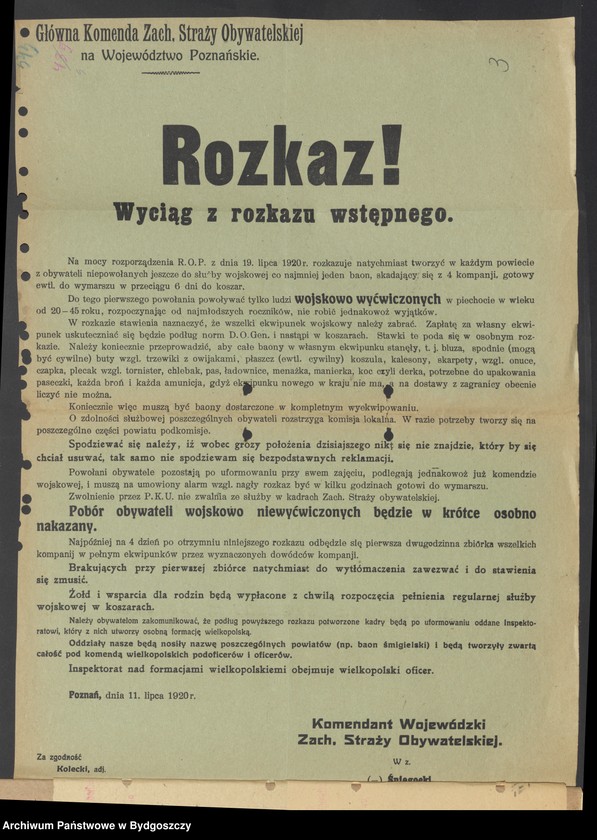 Główna Komenda Zach. Straży Obywatelskiej
na Województwo Poznańskie.
3
Rozkaz!
Wyciąg z rozkazu wstępnego.
Na mocy rozporządzenia R.O.P. z dnia 19. lipca 1920 r. rozkazuje natychmiast tworzyć w każdym powiecie
z obywateli niepowołanych jeszcze do służby wojskowej co najmniej jeden baon, skadający się z 4 kompanji, gotowy
ewtl. do wymarszu w przeciągu 6 dni do koszar.
Do tego pierwszego powołania powoływać tylko ludzi wojskowo wyćwiczonych w piechocie w wieku
od 20–45 roku, rozpoczynając od najmłodszych roczników, nie robiё jednakowoż wyjątków.
W rozkazie stawienia naznaczyć, że wszelki ekwipunek wojskowy należy zabrać. Zapłatę za własny ekwi-
punek uskuteczniać się będzie podług norm D.O.Gen. i nastąpi w koszarach. Stawki te poda się w osobnym roz-
kazie. Należy koniecznie przeprowadzić, aby całe baony w własnym ekwipunku stanęły, t. j. bluza, spodnie (mogą
być cywilne) buty wzgl. trzewiki z owijakami, płaszcz (ewtl. cywilny) koszula, kalesony, skarpety, wzgl. onuce,
czapka, plecak wzgl. tornister, chlebak, pas, ładownice, menażka, manierka, koc czyli derka, potrzebne do upakowania
paseczki, każda broń i każda amunicja, gdyż ekwipunku nowego w kraju nie ma, a na dostawy z zagranicy obecnie
liczyć nie można.
Koniecznie więc muszą być baony dostarczone w kompletnym wyekwipowaniu.
O zdolności służbowej poszczególnych obywateli rozstrzyga komisja lokalna. W razie potrzeby tworzy się na
poszczególne części powiatu podkomisje.
Spodziewać się należy, iż wobec grozy położenia dzisiajszego nikt się nie znajdzie, który by się
chciał usuwać, tak samo nie spodziewam się bezpodstawnych reklamacji.
Powołani obywatele pozostają po uformowaniu przy swem zajęciu, podlegają jednakowoż już komendzie
wojskowej, i muszą na umowiony alarm wzgl. nagły rozkaz być w kilku godzinach gotowi do wymarszu.
Zwolnienie przez P.K.U. nie zwalnia ze służby w kadrach Zach. Straży Obywatelskiej.
Pobór obywateli wojskowo niewyćwiczonych będzie w krótce osobno
nakazany.
Najpóźniej na 4 dzień po otrzymniu niniejszego rozkazu odbędzie się pierwsza dwugodzinna zbiórka wszelkich
kompanij w pełnym ekwipunków przez wyznaczonych dowódców kompanji.
Brakujących przy pierwszej zbiórce natychmiast do wytłómaczenia zawezwać i do stawienia
się zmusić.
Żołd i wsparcia dla rodzin będą wypłacone z chwilą rozpoczęcia pełnienia regularnej służby
wojskowej w koszarach.
Należy obywatelom zakomunikować, że podług powyższego rozkazu potworzone kadry będą po uformowaniu oddane inspekto-
ratowi, który z nich utworzy osobną formację wielkopolską.
Oddziały nasze będą nosiły nazwę poszczególnych powiatów (np. baon śmigielski) i będą tworzyły zwartą
całość pod komendą wielkopolskich podoficerów i oficerów.
Inspektorat nad formacjami wielkopolskiemi obejmuje wielkopolski oficer.
Poznań, dnia 11. lipca 1920 r.
Komendant Wojewódzki
Zach. Straży Obywatelskiej.
W z.
Za zgodność
Kolecki, adj.
(—) Śniegocki
Archiwum Państwowe w Bydgoszczy